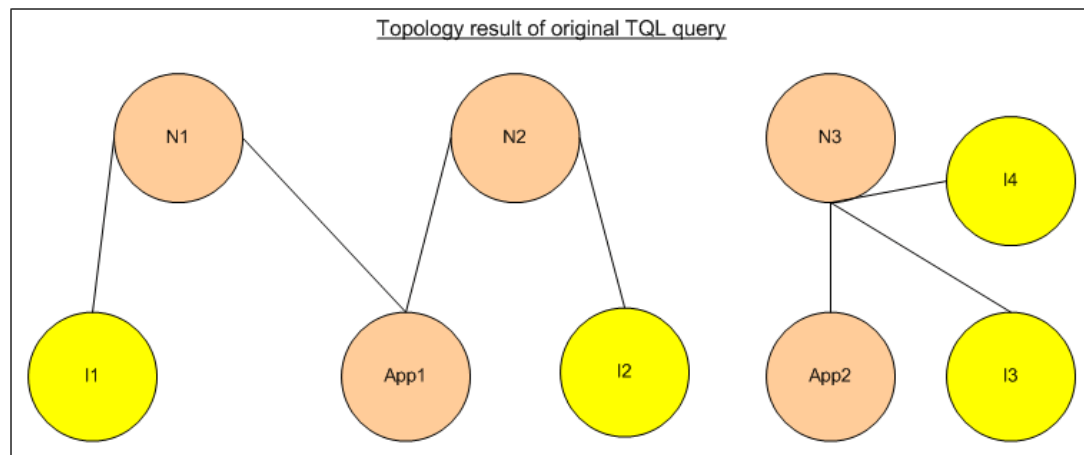 Topology result of original TQL query
N1
N2
N3
I4
I1
App1
I2
App2
I3